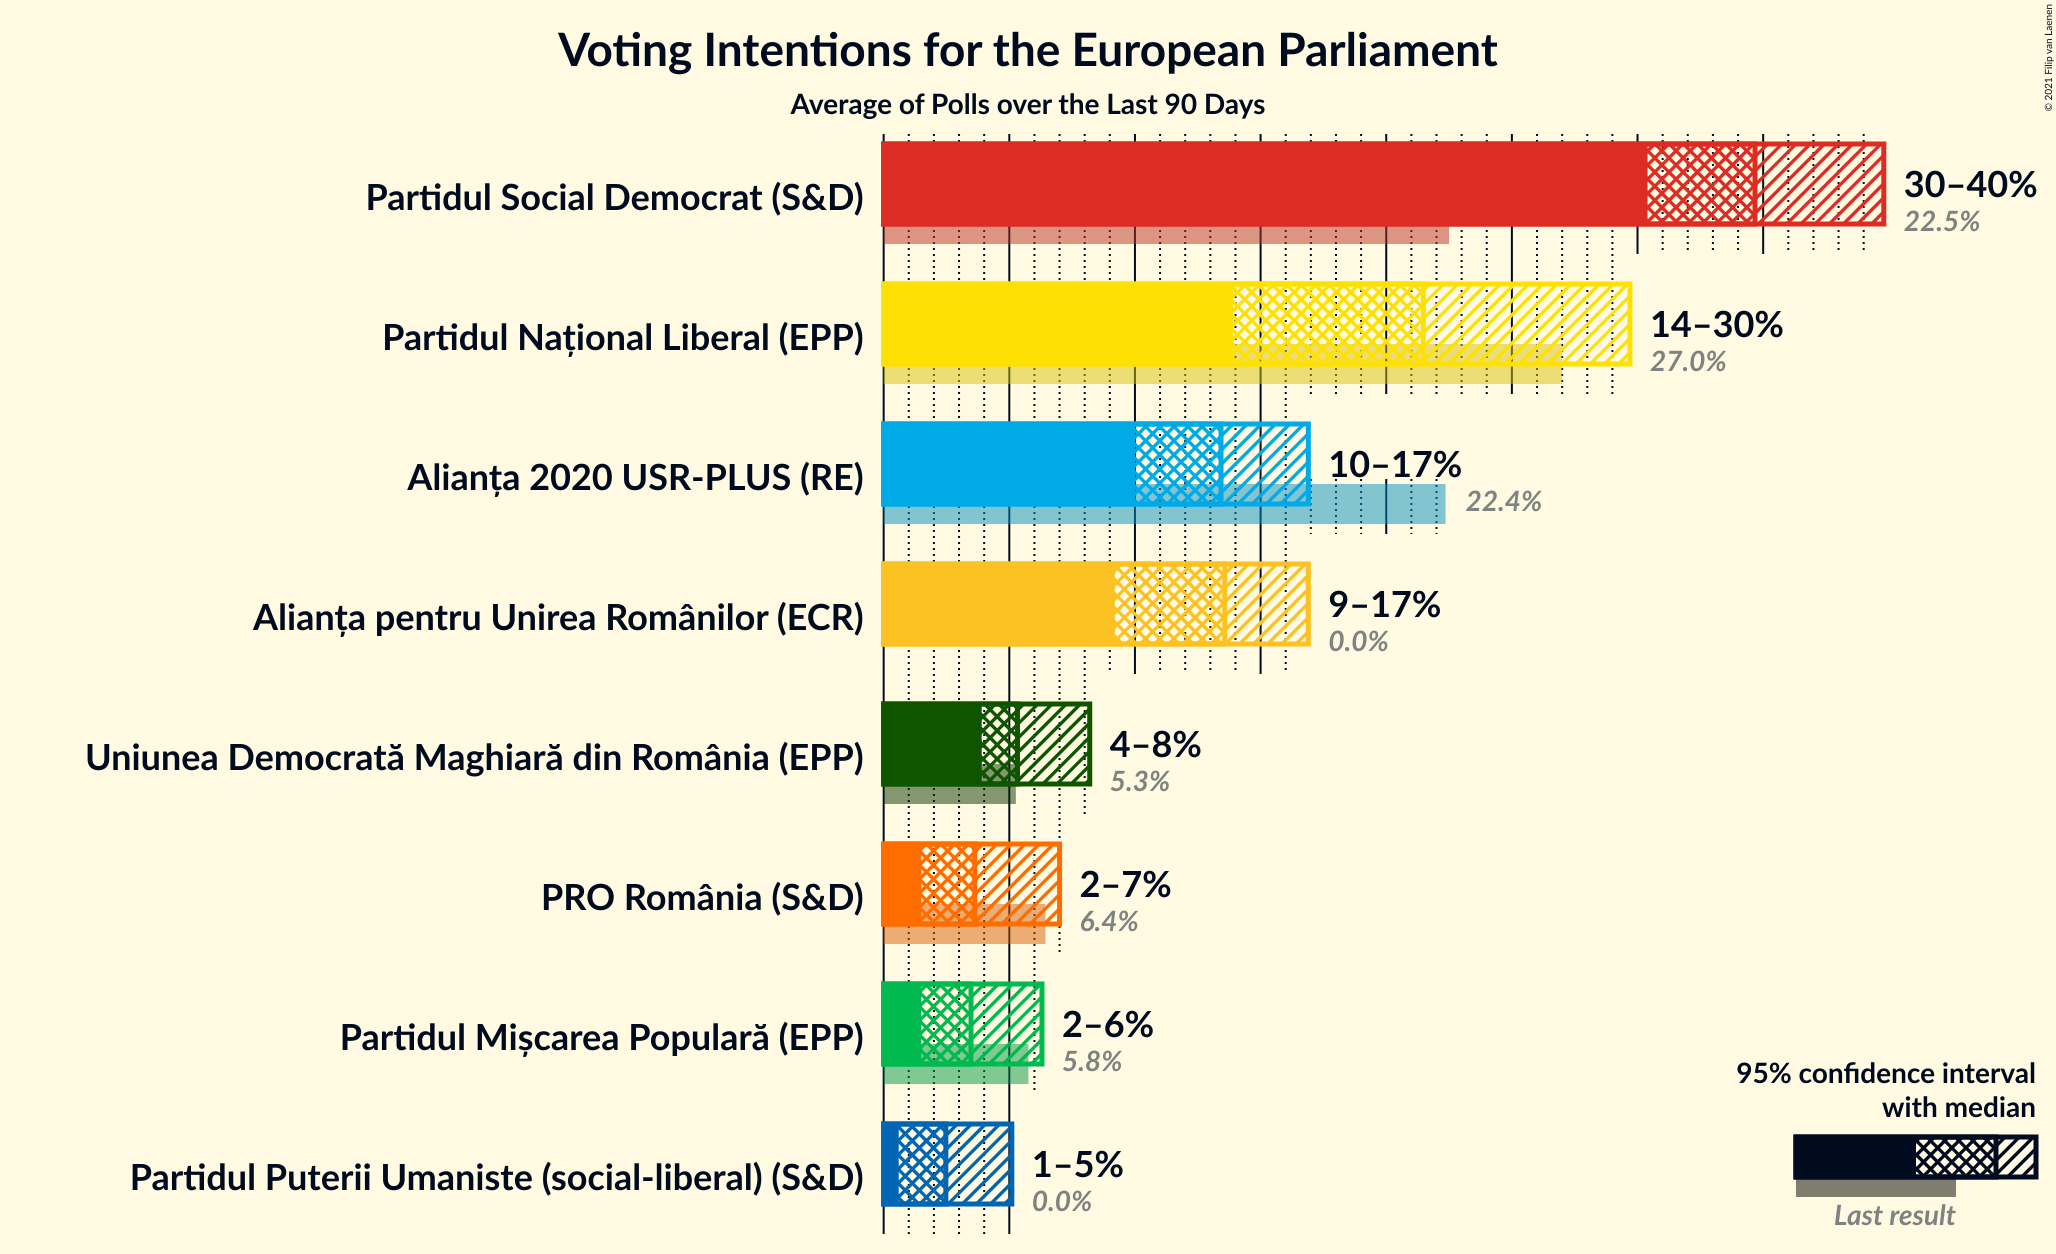 Voting Intentions for the European Parliament
Average of Polls over the Last 90 Days
© 2021 Filip van Laenen
Partidul Social Democrat (S&D)
30–40%
22.5%
Partidul Național Liberal (EPP)
14–30%
27.0%
Alianța 2020 USR-PLUS (RE)
10–17%
22.4%
Alianța pentru Unirea Românilor (ECR)
9–17%
0.0%
Uniunea Democrată Maghiară din România (EPP)
4–8%
5.3%
PRO România (S&D)
2–7%
6.4%
Partidul Mișcarea Populară (EPP)
2–6%
5.8%
Partidul Puterii Umaniste (social-liberal) (S&D)
1–5%
0.0%
95% confidence interval
with median
Last result